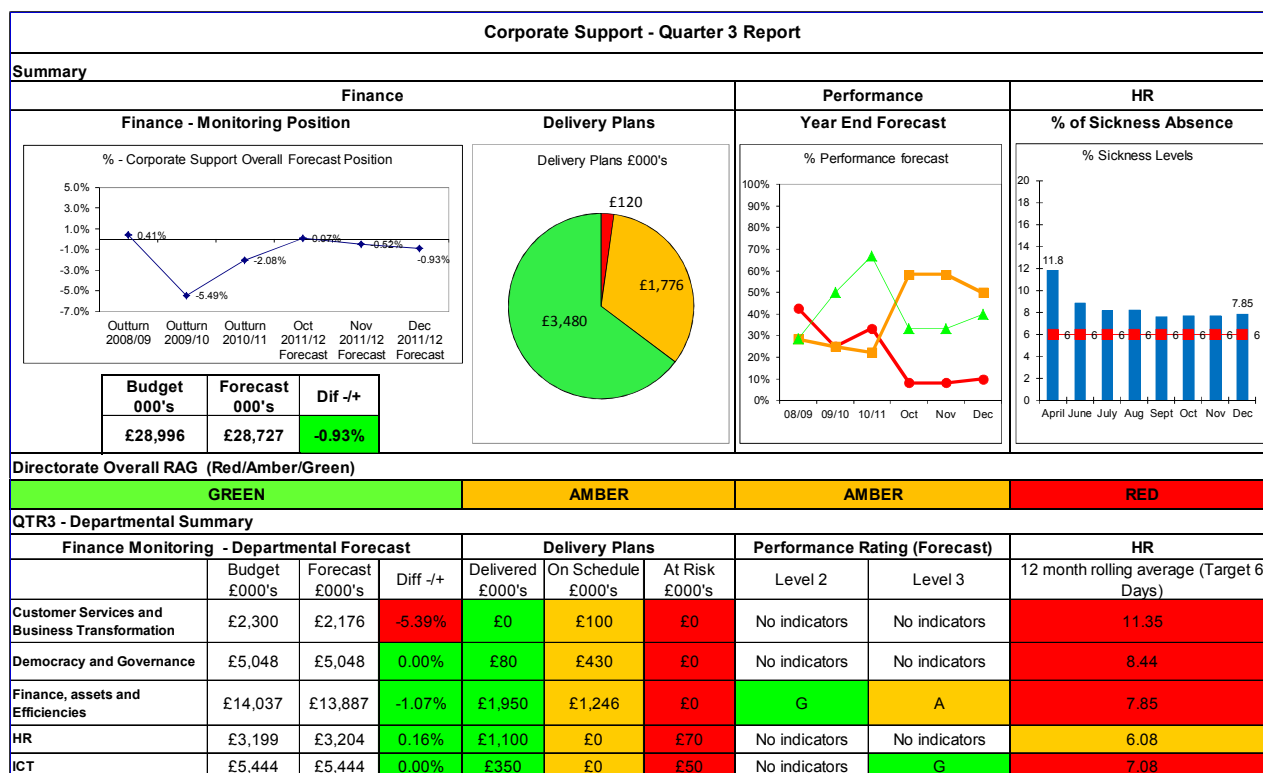 Corporate Support - Quarter 3 Report
Summary
Finance Performance HR
Finance - Monitoring Position Delivery Plans Year End Forecast % of Sickness Absence
% - Corporate Support Overall Forecast Position
5.0%
3.0%
1.0%
-1.0%
-3.0%
-5.0%
-7.0%
0.41%
-5.49%
-2.08%
0.07%
-0.52%
-0.93%
Outturn 2008/09
Outturn 2009/10
Outturn 2010/11
Oct 2011/12 Forecast
Nov 2011/12 Forecast
Dec 2011/12 Forecast
Budget 000's Forecast 000's Dif -/+
£28,996 £28,727 -0.93%
Delivery Plans £000's
£120
£1,776
£3,480
% Performance forecast
100%
90%
80%
70%
60%
50%
40%
30%
20%
10%
0%
08/09 09/10 10/11 Oct Nov Dec
% Sickness Levels
20
18
16
14
12
10
8
6
4
2
0
11.8
7.85
6 6 6 6 6 6 6 6
April June July Aug Sept Oct Nov Dec
Directorate Overall RAG (Red/Amber/Green)
GREEN AMBER AMBER RED
QTR3 - Departmental Summary
Finance Monitoring - Departmental Forecast Delivery Plans Performance Rating (Forecast) HR
Budget £000's Forecast £000's Diff -/+ Delivered £000's On Schedule £000's At Risk £000's Level 2 Level 3 12 month rolling average (Target 6 Days)
Customer Services and Business Transformation £2,300 £2,176 -5.39% £0 £100 £0 No indicators No indicators 11.35
Democracy and Governance £5,048 £5,048 0.00% £80 £430 £0 No indicators No indicators 8.44
Finance, assets and Efficiencies £14,037 £13,887 -1.07% £1,950 £1,246 £0 G A 7.85
HR £3,199 £3,204 0.16% £1,100 £0 £70 No indicators No indicators 6.08
ICT £5,444 £5,444 0.00% £350 £0 £50 No indicators G 7.08